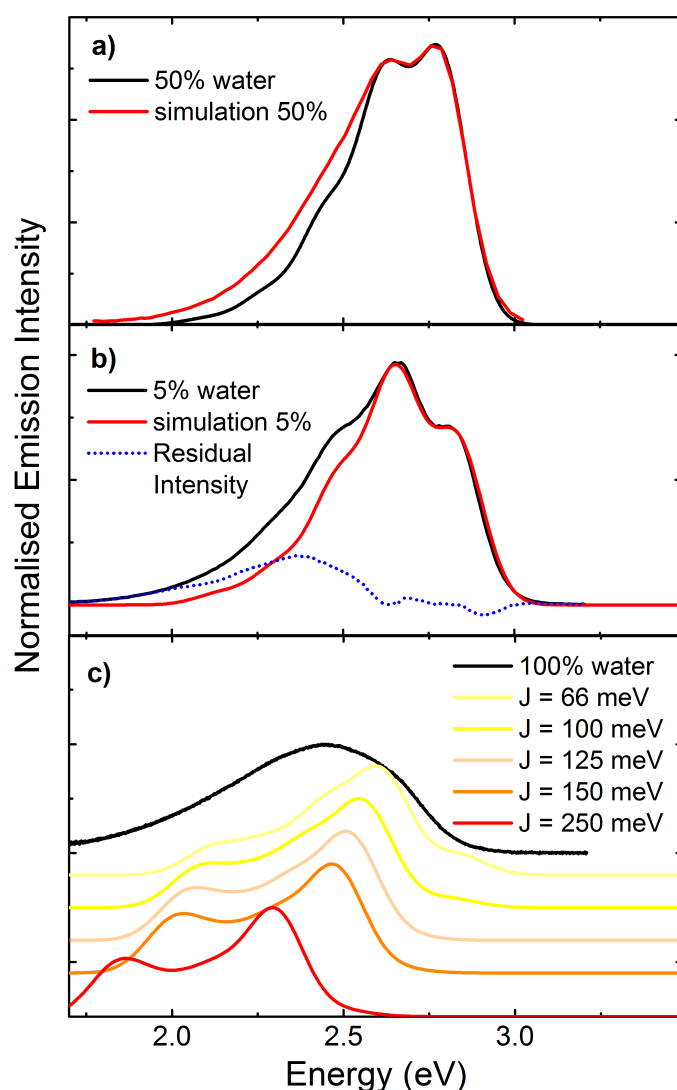 a)
50% water
simulation 50%
b)
5% water
simulation 5%
Residual
Intensity
c)
100% water
J = 66 meV
J = 100 meV
J = 125 meV
J = 150 meV
J = 250 meV
Normalised Emission Intensity
2.0 2.5 3.0
Energy (eV)